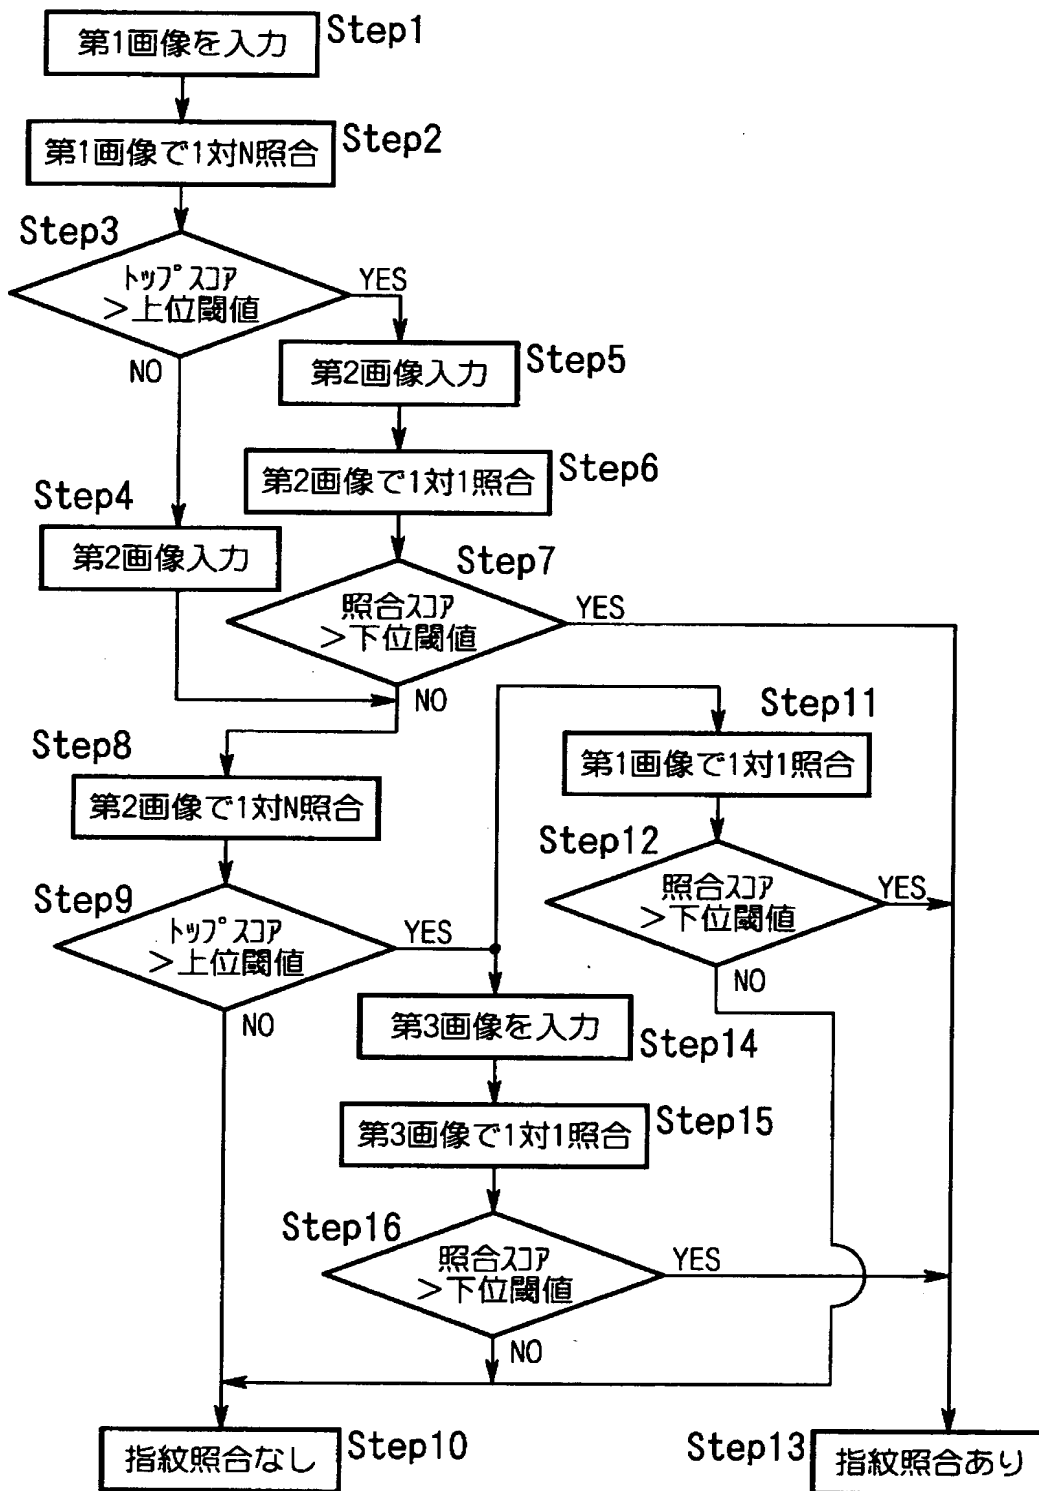 第1画像を入力
Step1
第1画像で1対N照合
Step2
Step3
ﾄｯﾌﾟｽｺｱ
＞上位閾値
YES
NO
第2画像入力
Step5
第2画像で1対1照合
Step6
Step4
第2画像入力
Step7
照合ｽｺｱ
＞下位閾値
YES
NO
Step8
第2画像で1対N照合
Step11
第1画像で1対1照合
Step12
照合ｽｺｱ
＞下位閾値
YES
NO
Step9
ﾄｯﾌﾟｽｺｱ
＞上位閾値
YES
NO
第3画像を入力
Step14
第3画像で1対1照合
Step15
Step16
照合ｽｺｱ
＞下位閾値
YES
NO
指紋照合なし
Step10
Step13
指紋照合あり